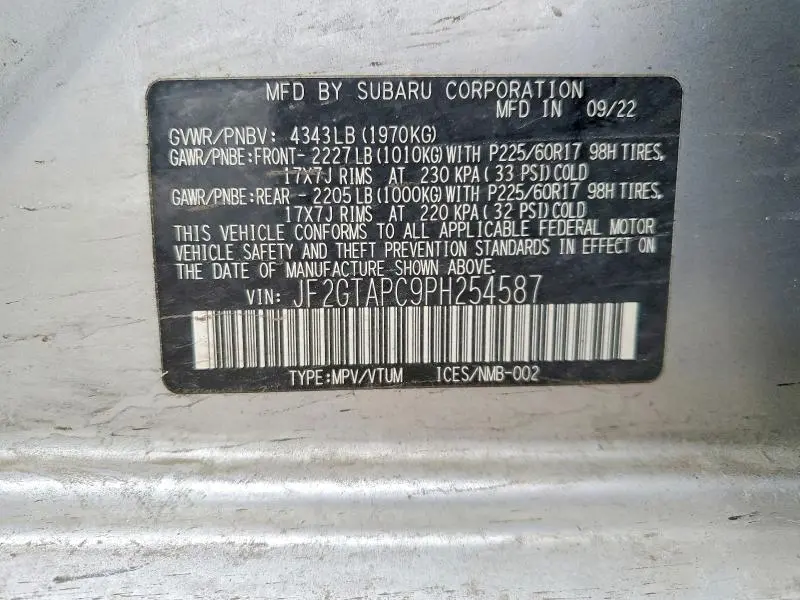 MFD BY SUBARU CORPORATION
MFD IN 09/22
GVWR/PNBV: 4343LB (1970KG)
GAWR/PNBE:FRONT- 2227LB (1010KG) WITH P225/60R17 98H TIRES,
17X7J RIMS AT 230 KPA (33 PSI) COLD
GAWR/PNBE:REAR - 2205LB (1000KG) WITH P225/60R17 98H TIRES,
17X7J RIMS AT 220 KPA (32 PSI) COLD
THIS VEHICLE CONFORMS TO ALL APPLICABLE FEDERAL MOTOR
VEHICLE SAFETY AND THEFT PREVENTION STANDARDS IN EFFECT ON
THE DATE OF MANUFACTURE SHOWN ABOVE.
VIN: JF2GTAPC9PH254587
TYPE:MPV/VTUM ICES/NMB-002